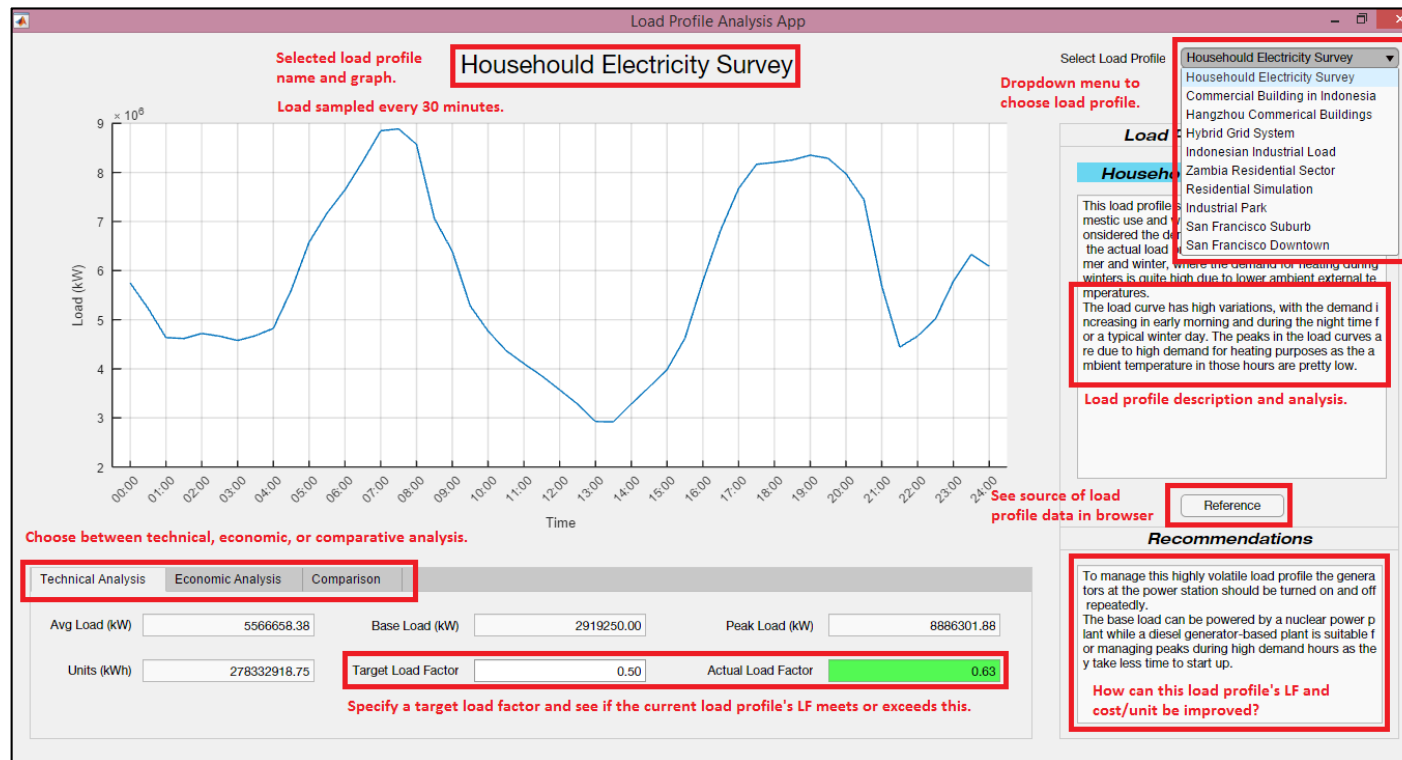 Load Profile Analysis App
Selected load profile
name and graph.
Househould Electricity Survey
Load sampled every 30 minutes.
Select Load Profile
Househould Electricity Survey
Dropdown menu to
choose load profile.
Househould Electricity Survey
Commercial Building in Indonesia
Hangzhou Commerical Buildings
Hybrid Grid System
Indonesian Industrial Load
Zambia Residential Sector
Residential Simulation
Industrial Park
San Francisco Suburb
San Francisco Downtown
× 10⁶
9
8
7
6
5
4
3
2
Load (kW)
00:00
01:00
02:00
03:00
04:00
05:00
06:00
07:00
08:00
09:00
10:00
11:00
12:00
13:00
14:00
15:00
16:00
17:00
18:00
19:00
20:00
21:00
22:00
23:00
24:00
Time
Load
Househo
This load profile
mestic use and
onsidered the
the actual load
mer and winter, where the demand for heating during
winters is quite high due to lower ambient external te
mperatures.
The load curve has high variations, with the demand i
ncreasing in early morning and during the night time f
or a typical winter day. The peaks in the load curves a
re due to high demand for heating purposes as the a
mbient temperature in those hours are pretty low.
Load profile description and analysis.
See source of load
profile data in browser
Reference
Recommendations
To manage this highly volatile load profile the genera
tors at the power station should be turned on and off
repeatedly.
The base load can be powered by a nuclear power p
lant while a diesel generator-based plant is suitable f
or managing peaks during high demand hours as the
y take less time to start up.
How can this load profile's LF and
cost/unit be improved?
Choose between technical, economic, or comparative analysis.
Technical Analysis Economic Analysis Comparison
Avg Load (kW) 5566658.38 Base Load (kW) 2919250.00 Peak Load (kW) 8886301.88
Units (kWh) 278332918.75 Target Load Factor 0.50 Actual Load Factor 0.63
Specify a target load factor and see if the current load profile's LF meets or exceeds this.